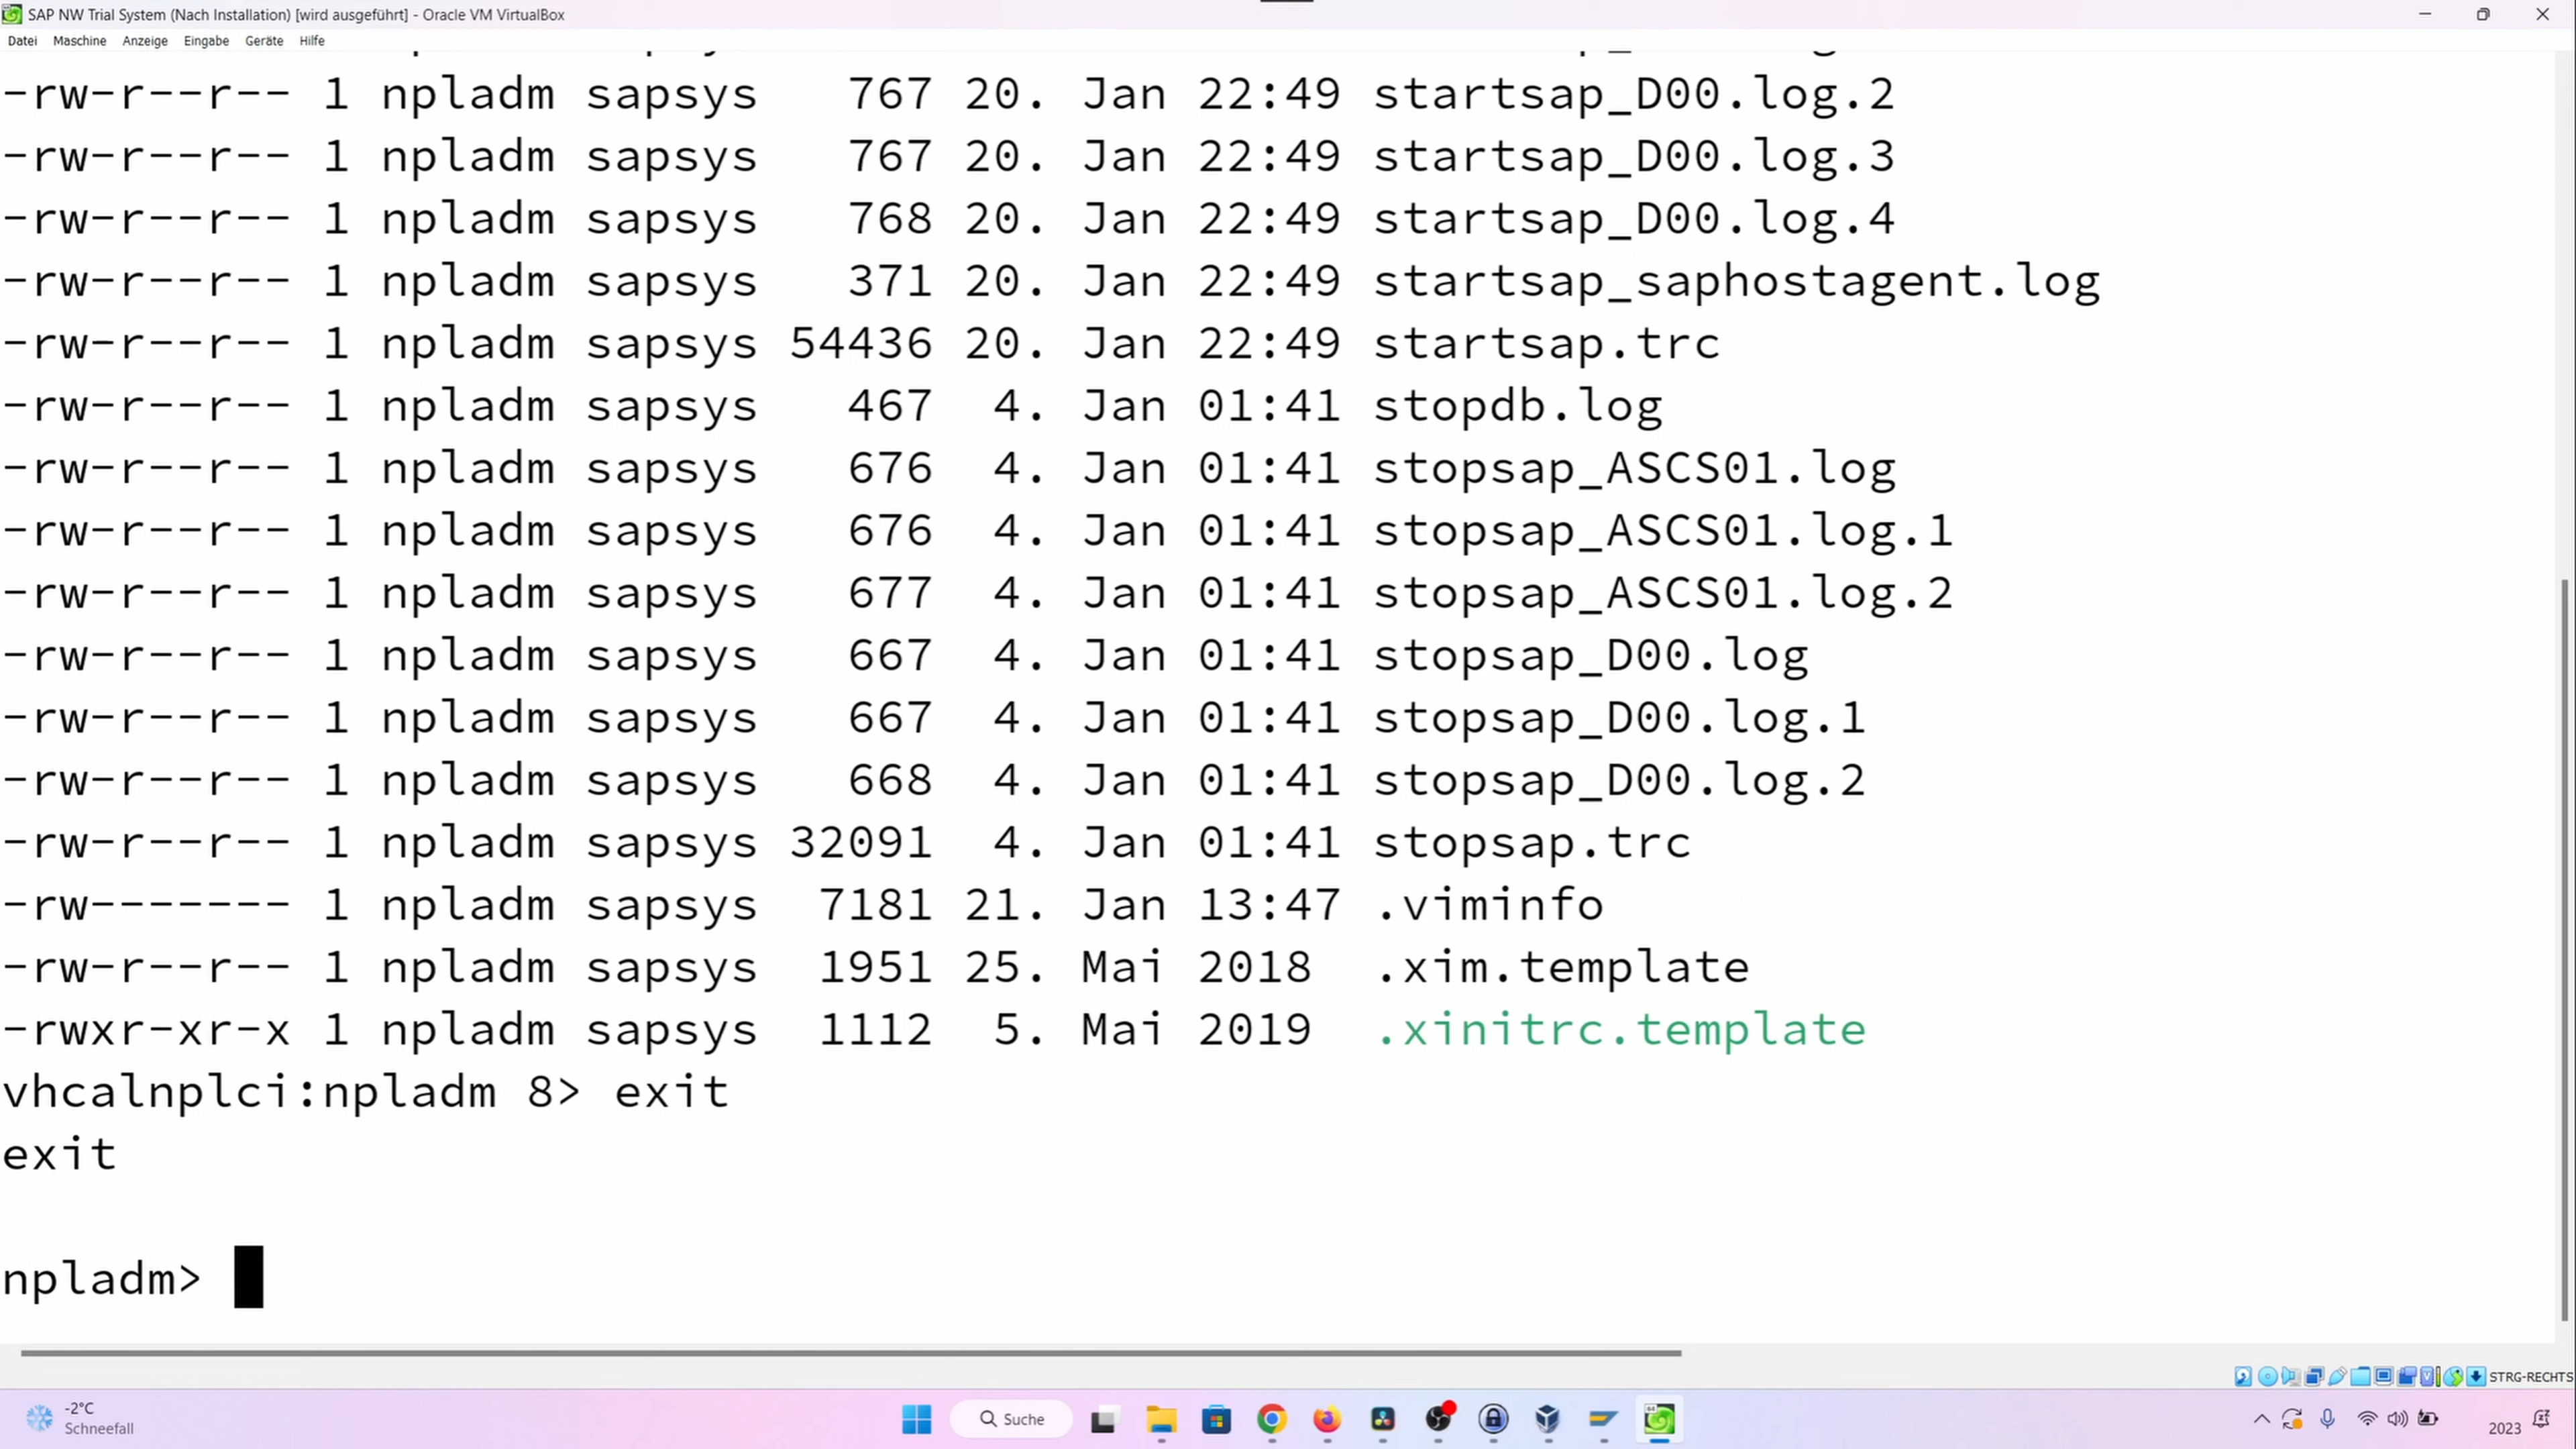 SAP NW Trial System (Nach Installation) [wird ausgeführt] - Oracle VM VirtualBox
Datei Maschine Anzeige Eingabe Geräte Hilfe
-rw-r--r-- 1 npladm sapsys 767 20. Jan 22:49 startsap_D00.log.2
-rw-r--r-- 1 npladm sapsys 767 20. Jan 22:49 startsap_D00.log.3
-rw-r--r-- 1 npladm sapsys 768 20. Jan 22:49 startsap_D00.log.4
-rw-r--r-- 1 npladm sapsys 371 20. Jan 22:49 startsap_saphostagent.log
-rw-r--r-- 1 npladm sapsys 54436 20. Jan 22:49 startsap.trc
-rw-r--r-- 1 npladm sapsys 467 4. Jan 01:41 stopdb.log
-rw-r--r-- 1 npladm sapsys 676 4. Jan 01:41 stopsap_ASCS01.log
-rw-r--r-- 1 npladm sapsys 676 4. Jan 01:41 stopsap_ASCS01.log.1
-rw-r--r-- 1 npladm sapsys 677 4. Jan 01:41 stopsap_ASCS01.log.2
-rw-r--r-- 1 npladm sapsys 667 4. Jan 01:41 stopsap_D00.log
-rw-r--r-- 1 npladm sapsys 667 4. Jan 01:41 stopsap_D00.log.1
-rw-r--r-- 1 npladm sapsys 668 4. Jan 01:41 stopsap_D00.log.2
-rw-r--r-- 1 npladm sapsys 32091 4. Jan 01:41 stopsap.trc
-rw------- 1 npladm sapsys 7181 21. Jan 13:47 .viminfo
-rw-r--r-- 1 npladm sapsys 1951 25. Mai 2018 .xim.template
-rwxr-xr-x 1 npladm sapsys 1112 5. Mai 2019 .xinitrc.template
vhcalnplci:npladm 8> exit
exit
npladm>
STRG-RECHTS
-2°C
Schneefall
Suche
2023